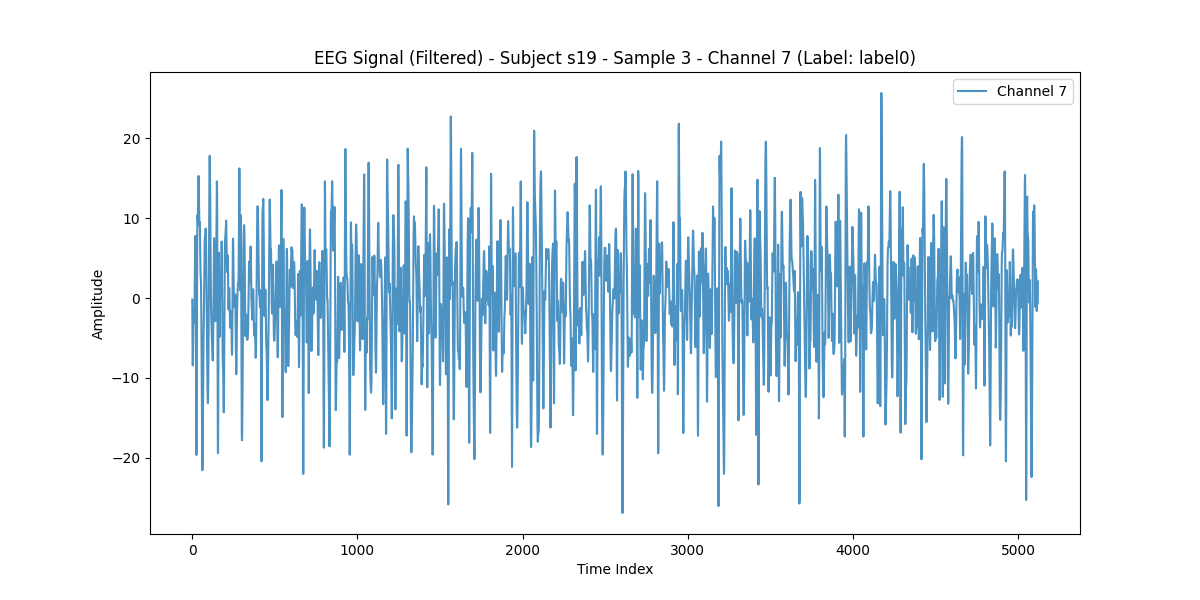 EEG Signal (Filtered) - Subject s19 - Sample 3 - Channel 7 (Label: label0)
Channel 7
20
10
0
−10
−20
Amplitude
0 1000 2000 3000 4000 5000
Time Index